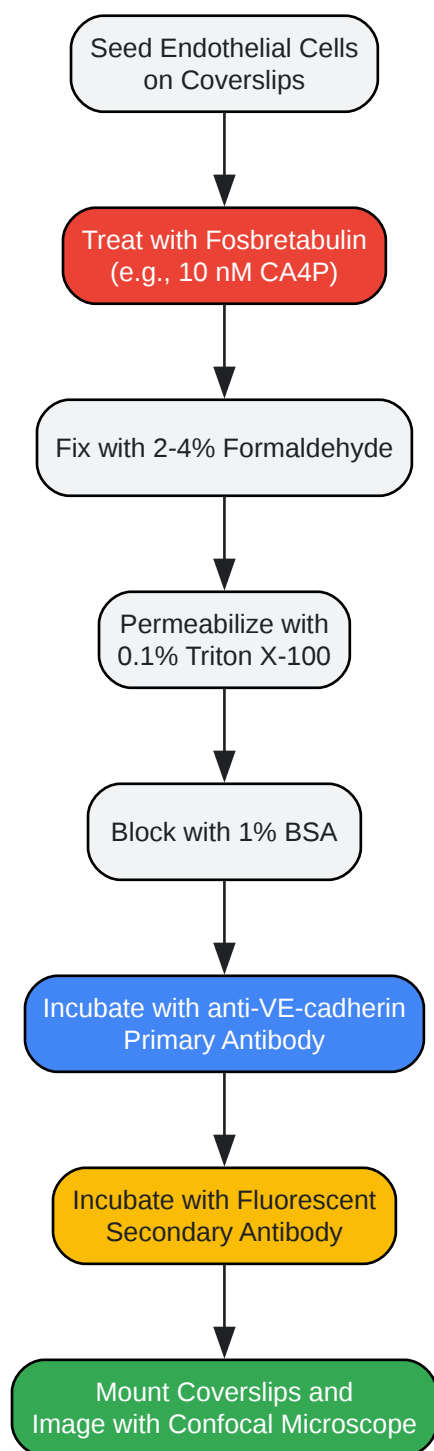 Seed Endothelial Cells
on Coverslips
Treat with Fosbretabulin
(e.g., 10 nM CA4P)
Fix with 2-4% Formaldehyde
Permeabilize with
0.1% Triton X-100
Block with 1% BSA
Incubate with anti-VE-cadherin
Primary Antibody
Incubate with Fluorescent
Secondary Antibody
Mount Coverslips and
Image with Confocal Microscope